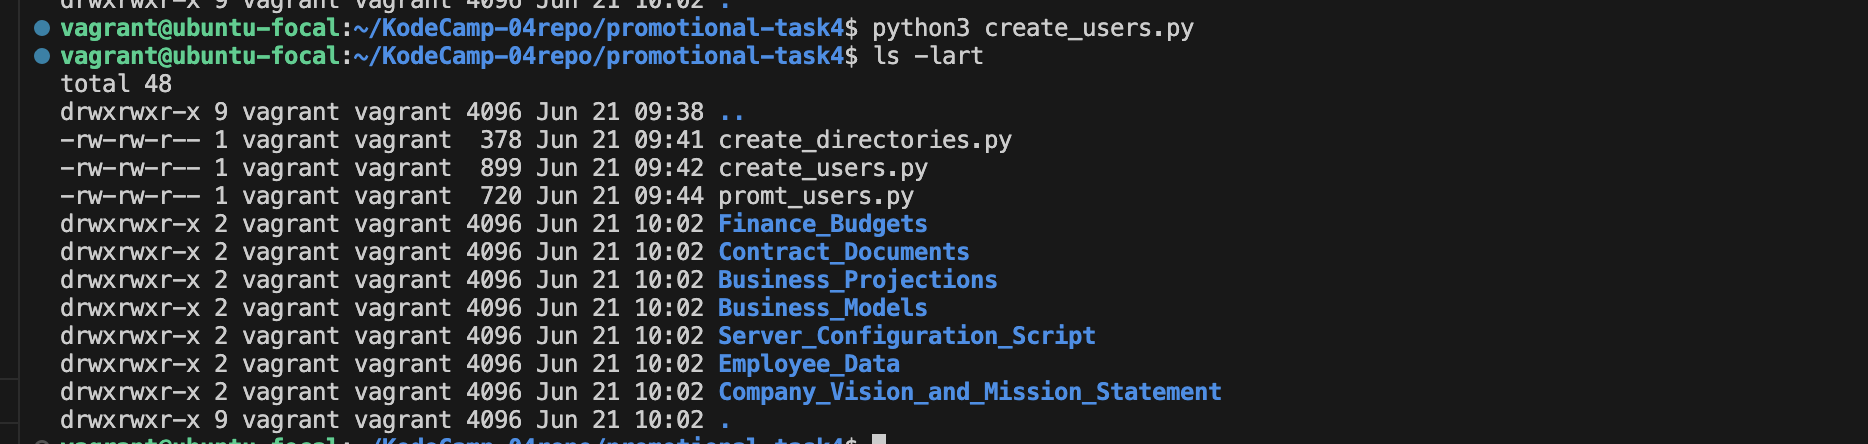 drwxrwxr-x 9 vagrant vagrant 4096 Jun 21 10:02 .
vagrant@ubuntu-focal:~/KodeCamp-04repo/promotional-task4$ python3 create_users.py
vagrant@ubuntu-focal:~/KodeCamp-04repo/promotional-task4$ ls -lart
total 48
drwxrwxr-x 9 vagrant vagrant 4096 Jun 21 09:38 ..
-rw-rw-r-- 1 vagrant vagrant  378 Jun 21 09:41 create_directories.py
-rw-rw-r-- 1 vagrant vagrant  899 Jun 21 09:42 create_users.py
-rw-rw-r-- 1 vagrant vagrant  720 Jun 21 09:44 promt_users.py
drwxrwxr-x 2 vagrant vagrant 4096 Jun 21 10:02 Finance_Budgets
drwxrwxr-x 2 vagrant vagrant 4096 Jun 21 10:02 Contract_Documents
drwxrwxr-x 2 vagrant vagrant 4096 Jun 21 10:02 Business_Projections
drwxrwxr-x 2 vagrant vagrant 4096 Jun 21 10:02 Business_Models
drwxrwxr-x 2 vagrant vagrant 4096 Jun 21 10:02 Server_Configuration_Script
drwxrwxr-x 2 vagrant vagrant 4096 Jun 21 10:02 Employee_Data
drwxrwxr-x 2 vagrant vagrant 4096 Jun 21 10:02 Company_Vision_and_Mission_Statement
drwxrwxr-x 9 vagrant vagrant 4096 Jun 21 10:02 .
vagrant@ubuntu-focal:~/KodeCamp-04repo/promotional-task4$